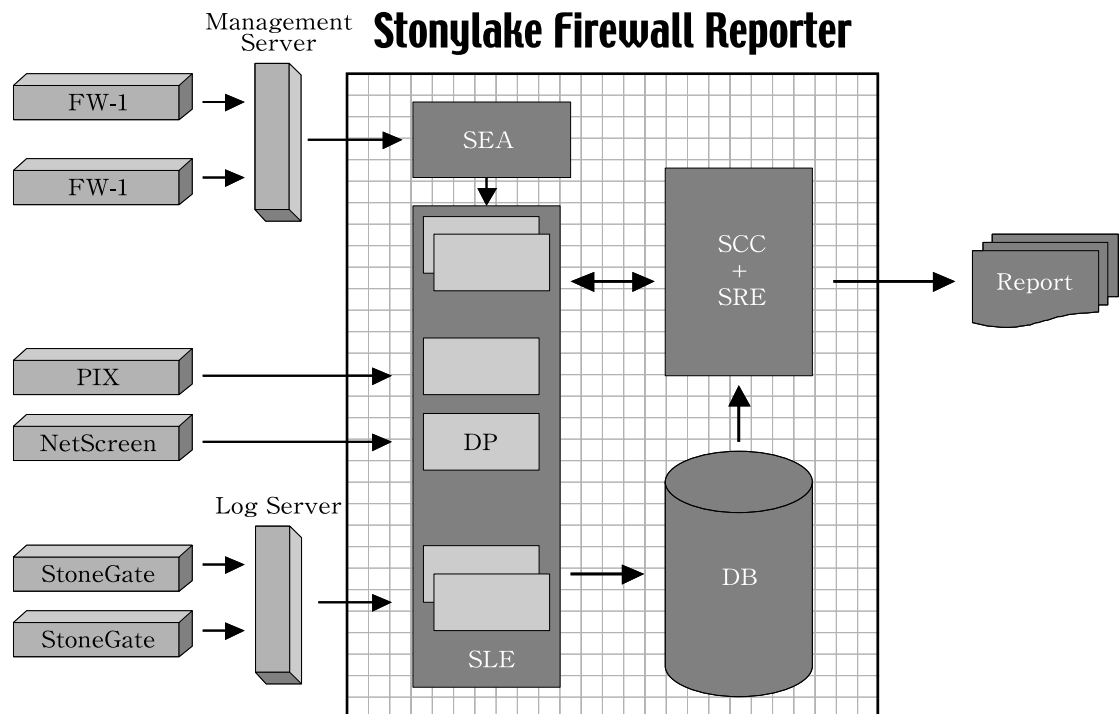 Stonylake Firewall Reporter
Management
Server
FW-1
FW-1
SEA
SCC
+
SRE
Report
PIX
NetScreen
DP
Log Server
StoneGate
StoneGate
DB
SLE